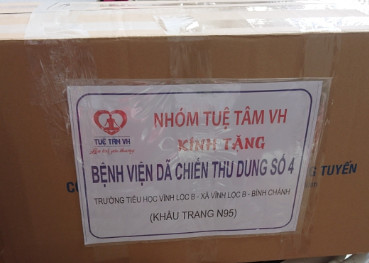 NHÓM TUỆ TÂM VH
KÍNH TẶNG
TUỆ TÂM VH
BỆNH VIỆN DÃ CHIẾN THU DUNG SỐ 4
TRƯỜNG TIỂU HỌC VĨNH LỘC B - XÃ VĨNH LỘC B - BÌNH CHÁNH
(KHẨU TRANG N95)
TUYẾN